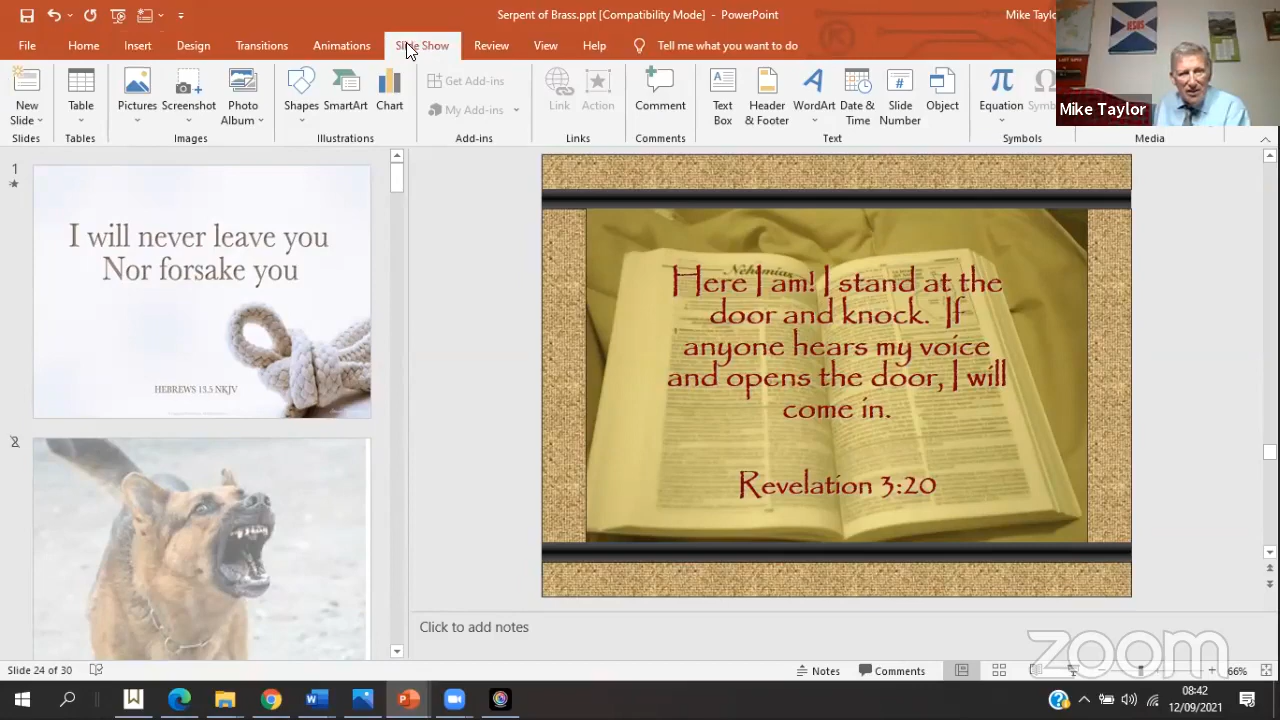 Serpent of Brass.ppt [Compatibility Mode] - PowerPoint
Mike Taylo
File Home Insert Design Transitions Animations Slide Show Review View Help Tell me what you want to do
New Slide
Table
Pictures
Screenshot
Photo Album
Shapes
SmartArt
Chart
Get Add-ins
My Add-ins
Link
Action
Comment
Text Box
Header & Footer
WordArt
Date & Time
Slide Number
Object
Equation
Symb
Slides Tables Images Illustrations Add-ins Links Comments Text Symbols Media
JESUS
Mike Taylor
1
I will never leave you
Nor forsake you
HEBREWS 13.5 NKJV
2
Nehemias
Here I am! I stand at the
door and knock. If
anyone hears my voice
and opens the door, I will
come in.
Revelation 3:20
Click to add notes
zoom
Slide 24 of 30
Notes
Comments
66%
08:42
12/09/2021